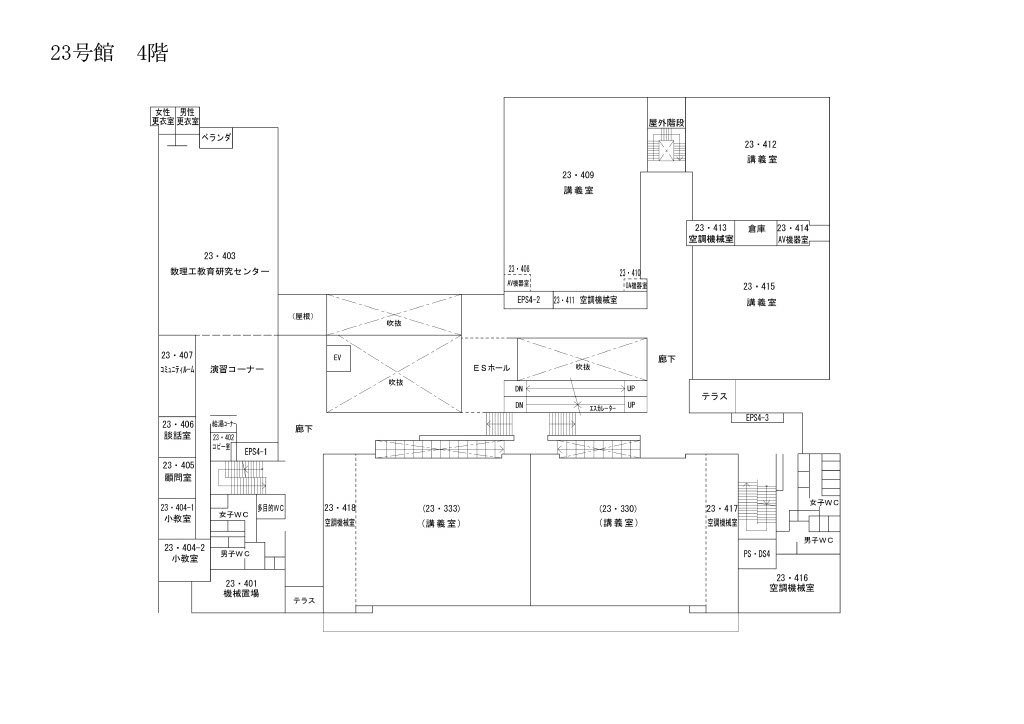 23号館　4階
女性
更衣室
男性
更衣室
ベランダ
屋外階段
23・412
講義室
23・409
講義室
23・413
空調機械室
倉庫
23・414
AV機器室
23・403
数理工教育研究センター
23・408
AV機器室
23・410
OA機器室
EPS4-2
23・411 空調機械室
23・415
講義室
（屋根）
吹抜
23・407
コミュニティルーム
演習コーナー
EV
吹抜
ESホール
吹抜
廊下
DN
UP
DN
エスカレーター
UP
テラス
EPS4-3
23・406
談話室
給湯コーナー
23・402
コピー室
EPS4-1
廊下
23・405
顧問室
23・404-1
小教室
女子WC
多目的WC
23・418
空調機械室
(23・333)
(講義室)
(23・330)
(講義室)
23・417
空調機械室
女子WC
男子WC
23・404-2
小教室
男子WC
PS・DS4
23・401
機械置場
テラス
23・416
空調機械室